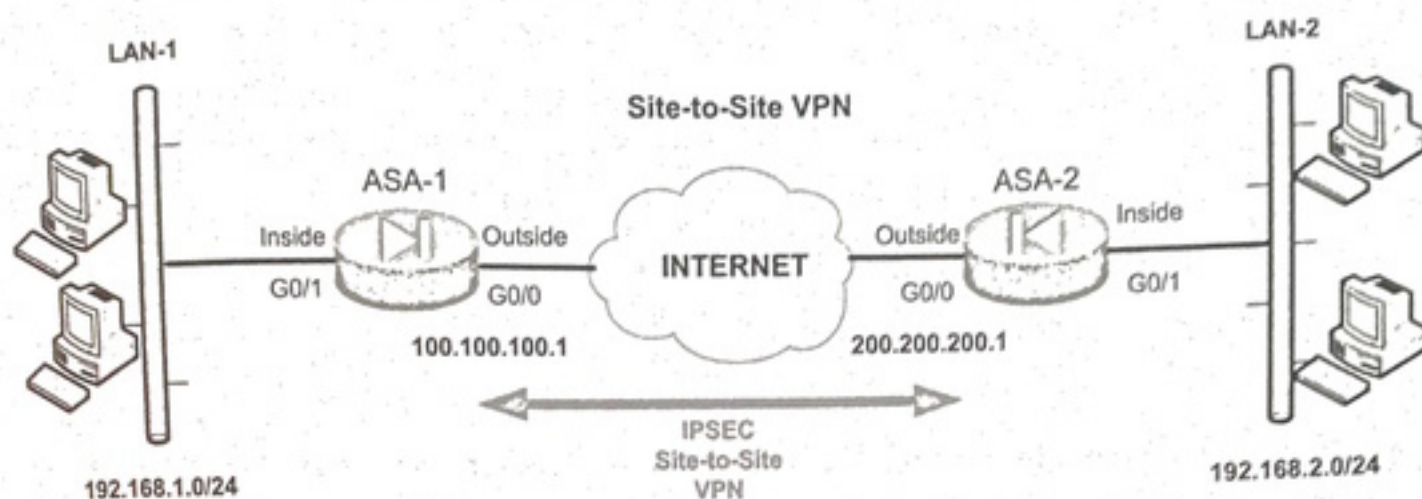 LAN-1
LAN-2
Site-to-Site VPN
ASA-1
ASA-2
Inside
Outside
INTERNET
Outside
Inside
G0/1
G0/0
G0/0
G0/1
100.100.100.1
200.200.200.1
IPSEC
Site-to-Site
VPN
192.168.1.0/24
192.168.2.0/24